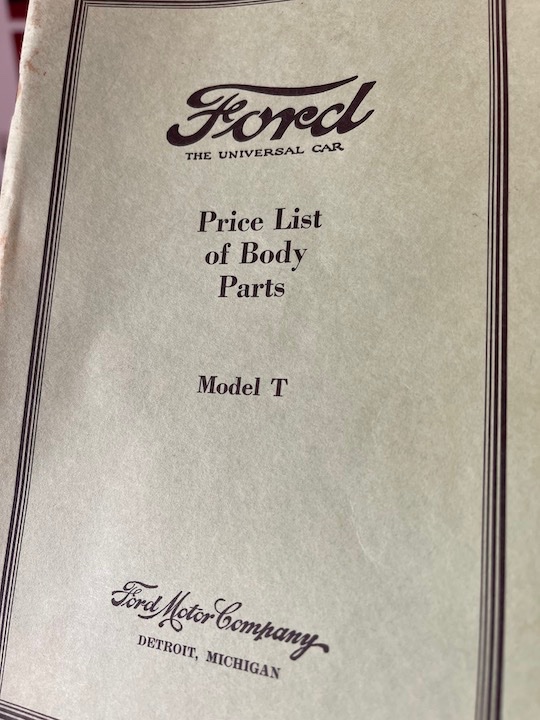 Ford
THE UNIVERSAL CAR
Price List
of Body
Parts
Model T
Ford Motor Company
DETROIT, MICHIGAN